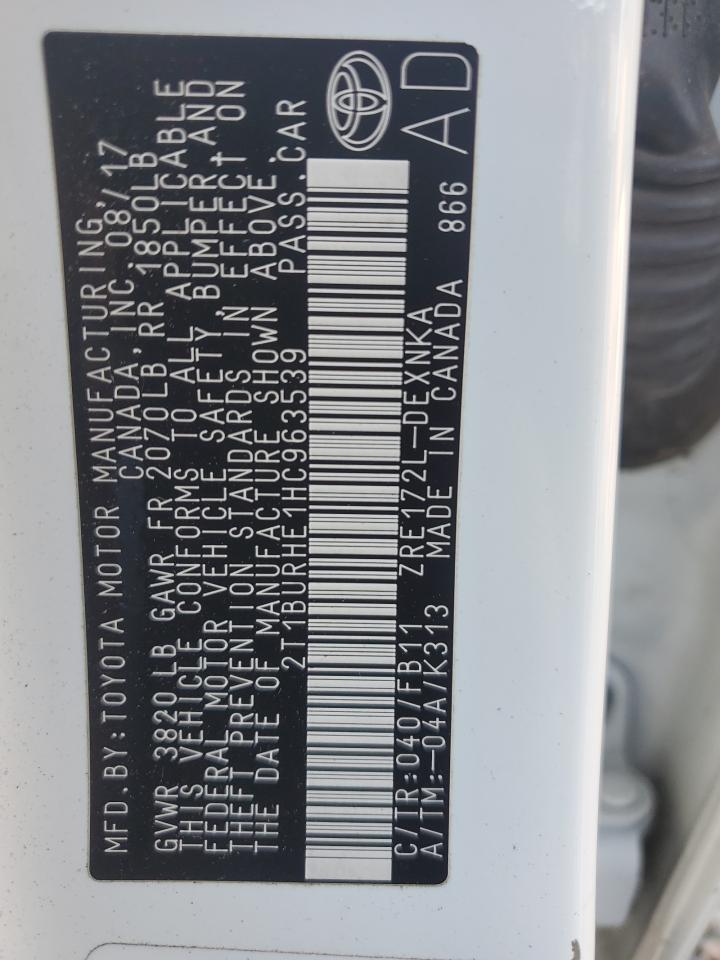 MFD.BY:TOYOTA MOTOR MANUFACTURING,
CANADA,INC. 08/17
GVWR 3820 LB GAWR FR 2070LB,RR 1850LB
THIS VEHICLE CONFORMS TO ALL APPLICABLE
FEDERAL MOTOR VEHICLE SAFETY, BUMPER,AND
THEFT PREVENTION STANDARDS IN EFFECT ON
THE DATE OF MANUFACTURE SHOWN ABOVE.
2T1BURHE1HC963539 PASS.CAR
C/TR:040/FB11 ZRE172L-DEXNKA
A/TM:-04A/K313 MADE IN CANADA 866
AD